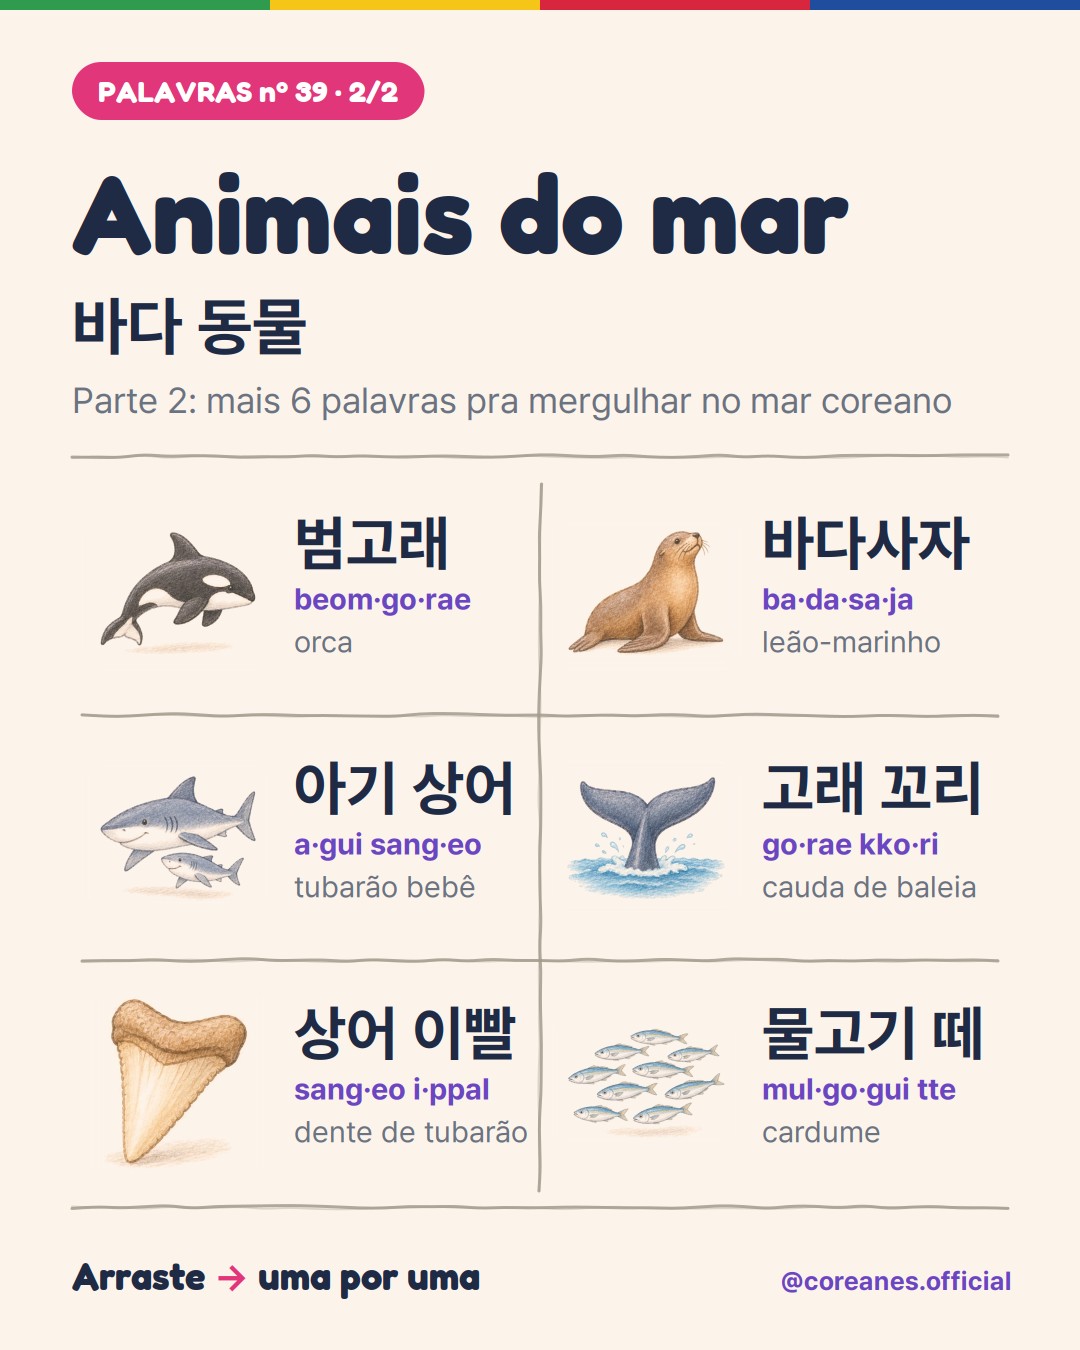 PALAVRAS nº 39 · 2/2
Animais do mar
바다 동물
Parte 2: mais 6 palavras pra mergulhar no mar coreano
범고래
beom·go·rae
orca
바다사자
ba·da·sa·ja
leão-marinho
아기 상어
a·gui sang·eo
tubarão bebê
고래 꼬리
go·rae kko·ri
cauda de baleia
상어 이빨
sang·eo i·ppal
dente de tubarão
물고기 떼
mul·go·gui tte
cardume
Arraste → uma por uma
@coreanes.official